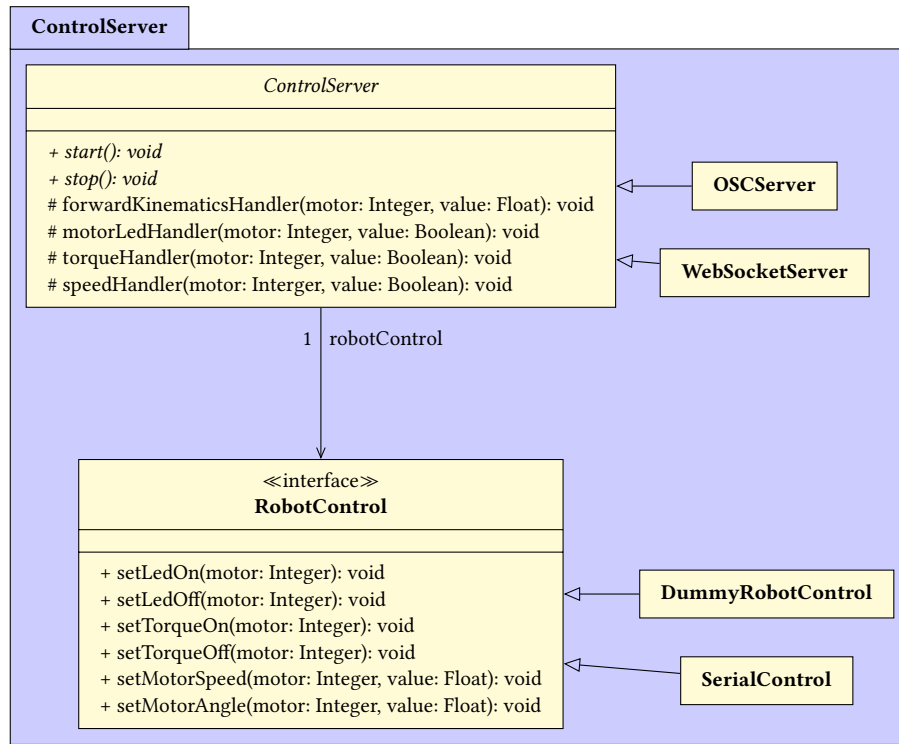 ControlServer
ControlServer
+ start(): void
+ stop(): void
# forwardKinematicsHandler(motor: Integer, value: Float): void
# motorLedHandler(motor: Integer, value: Boolean): void
# torqueHandler(motor: Integer, value: Boolean): void
# speedHandler(motor: Interger, value: Boolean): void
OSCServer
WebSocketServer
1 robotControl
≪interface≫
RobotControl
+ setLedOn(motor: Integer): void
+ setLedOff(motor: Integer): void
+ setTorqueOn(motor: Integer): void
+ setTorqueOff(motor: Integer): void
+ setMotorSpeed(motor: Integer, value: Float): void
+ setMotorAngle(motor: Integer, value: Float): void
DummyRobotControl
SerialControl